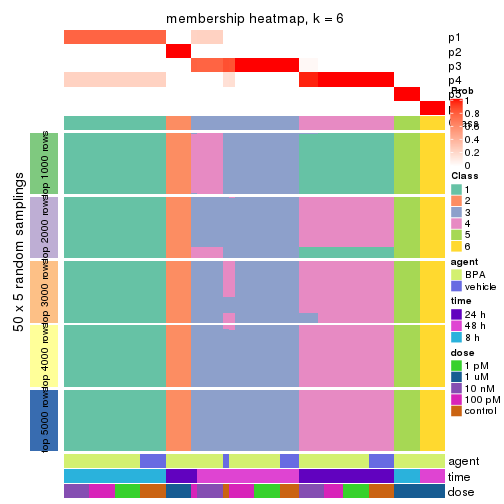 membership heatmap, k = 6
p1
p2
p3
p4
p5
Prob
1
0.8
0.6
0.4
0.2
0
Class
1
2
3
4
5
6
agent
BPA
vehicle
time
24 h
48 h
8 h
dose
1 pM
1 uM
10 nM
100 pM
control
50 x 5 random samplings
top 1000 rows
top 2000 rows
top 3000 rows
top 4000 rows
top 5000 rows
agent
time
dose